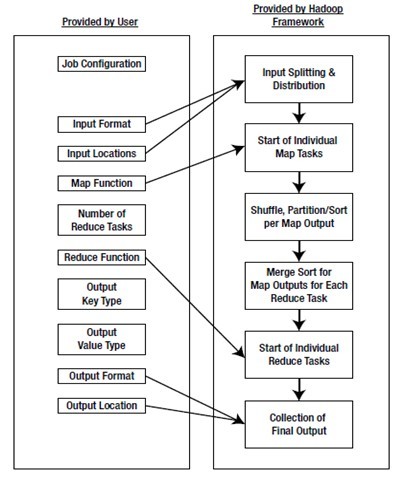 Provided by User
Job Configuration
Input Format
Input Locations
Map Function
Number of
Reduce Tasks
Reduce Function
Output
Key Type
Output
Value Type
Output Format
Output Location
Provided by Hadoop
Framework
Input Splitting &
Distribution
Start of Individual
Map Tasks
Shuffle, Partition/Sort
per Map Output
Merge Sort for
Map Outputs for Each
Reduce Task
Start of Individual
Reduce Tasks
Collection of
Final Output